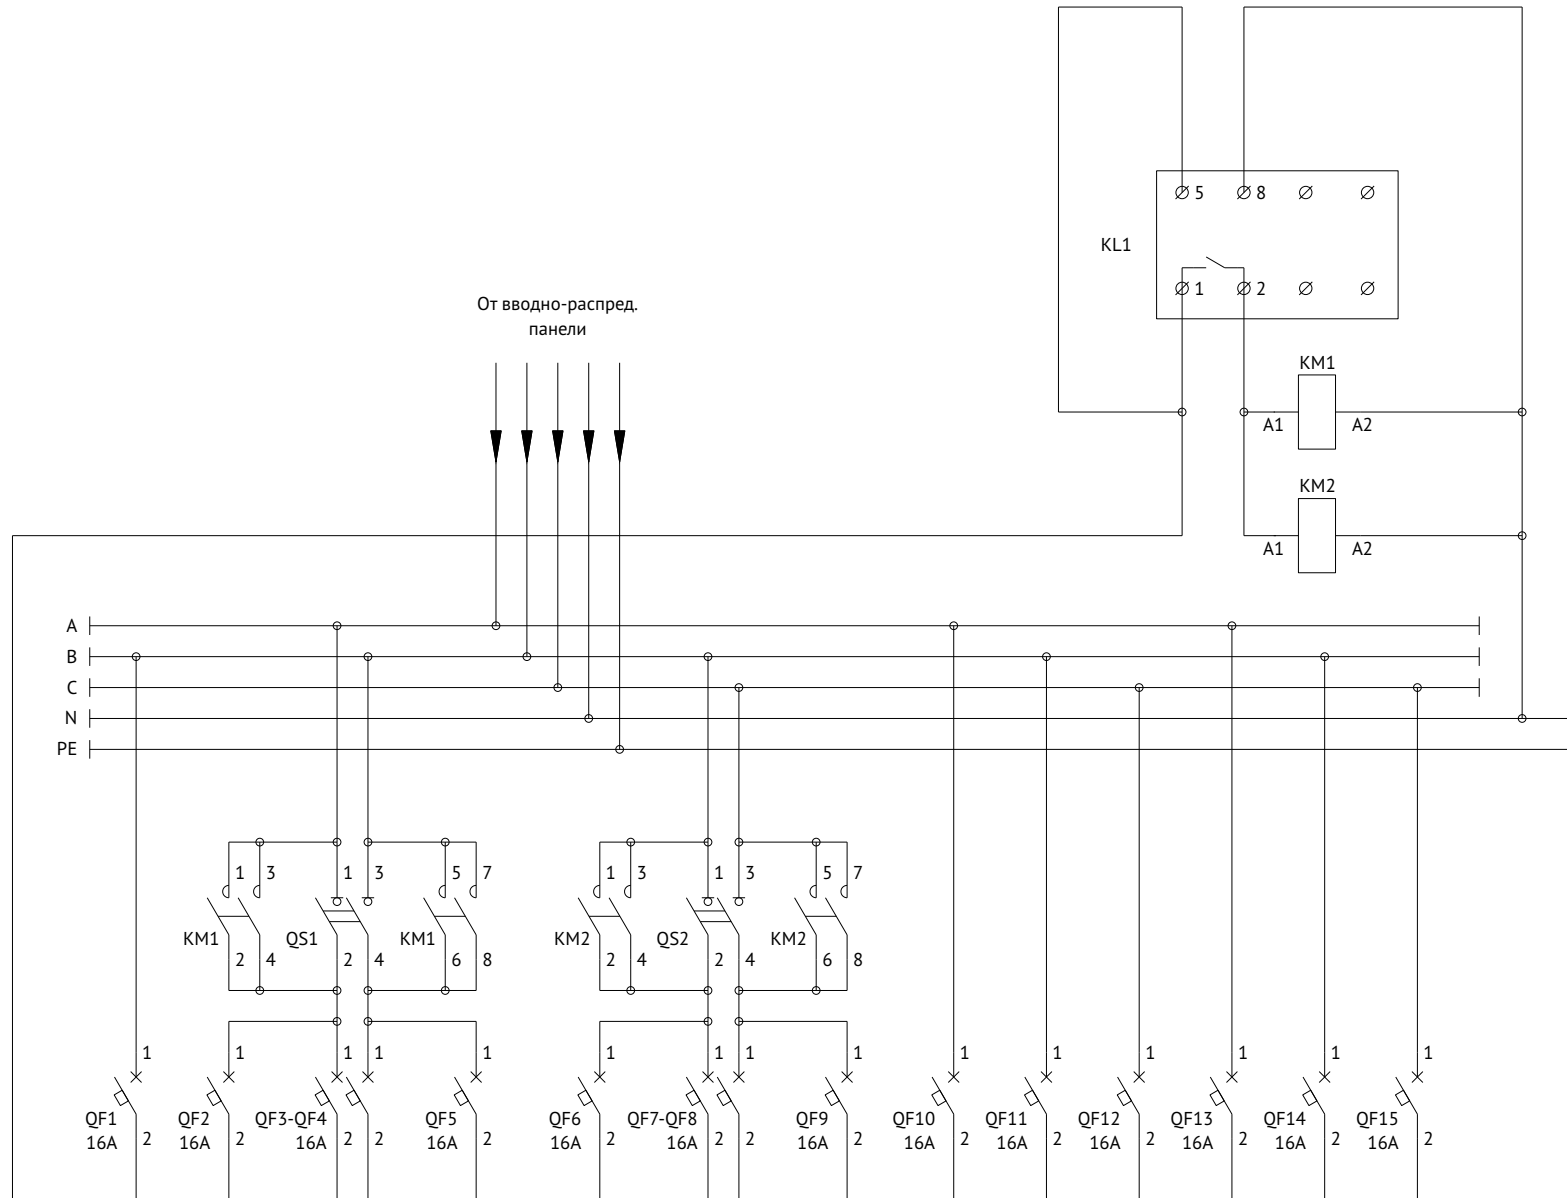 5 8
KL1
1 2
От вводно-распред.
панели
KM1
A1 A2
KM2
A1 A2
A
B
C
N
PE
1 3 1 3 5 7 1 3 1 3 5 7
KM1 QS1 KM1 KM2 QS2 KM2
2 4 2 4 6 8 2 4 2 4 6 8
1 1 1 1 1 1 1 1 1 1 1 1 1 1 1
QF1 QF2 QF3-QF4 QF5 QF6 QF7-QF8 QF9 QF10 QF11 QF12 QF13 QF14 QF15
16A 2 16A 2 16A 2 2 16A 2 16A 2 16A 2 2 16A 2 16A 2 16A 2 16A 2 16A 2 16A 2 16A 2